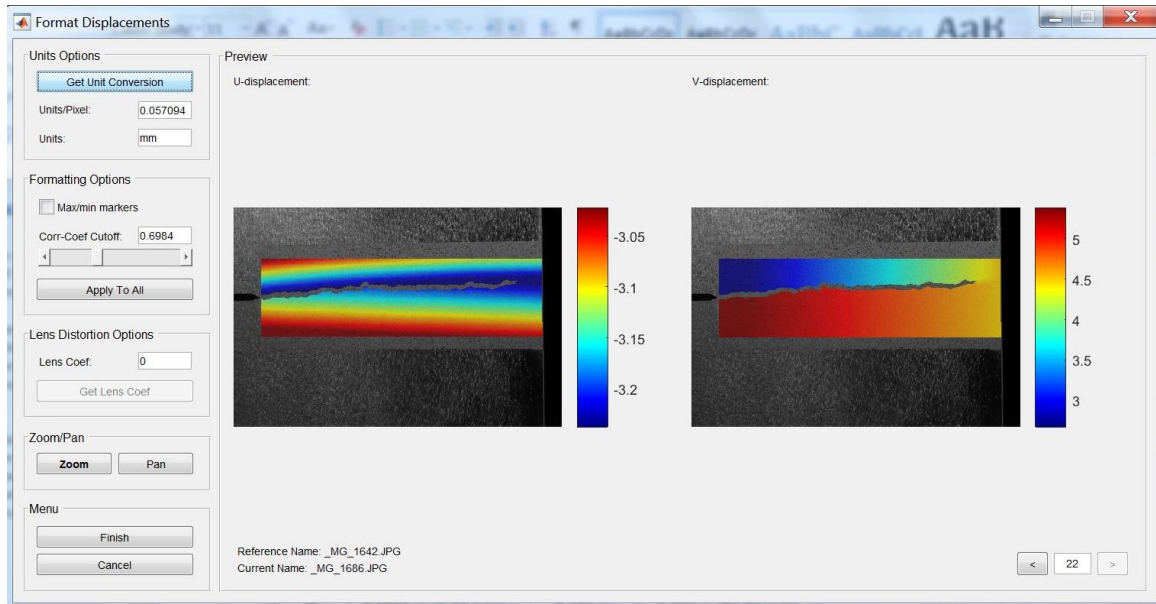 Format Displacements
Units Options
Get Unit Conversion
Units/Pixel: 0.057094
Units: mm
Formatting Options
Max/min markers
Corr-Coef Cutoff: 0.6984
Apply To All
Lens Distortion Options
Lens Coef: 0
Get Lens Coef
Zoom/Pan
Zoom Pan
Menu
Finish
Cancel
Preview
U-displacement:
-3.05
-3.1
-3.15
-3.2
V-displacement:
5
4.5
4
3.5
3
Reference Name: _MG_1642.JPG
Current Name: _MG_1686.JPG
< 22 >